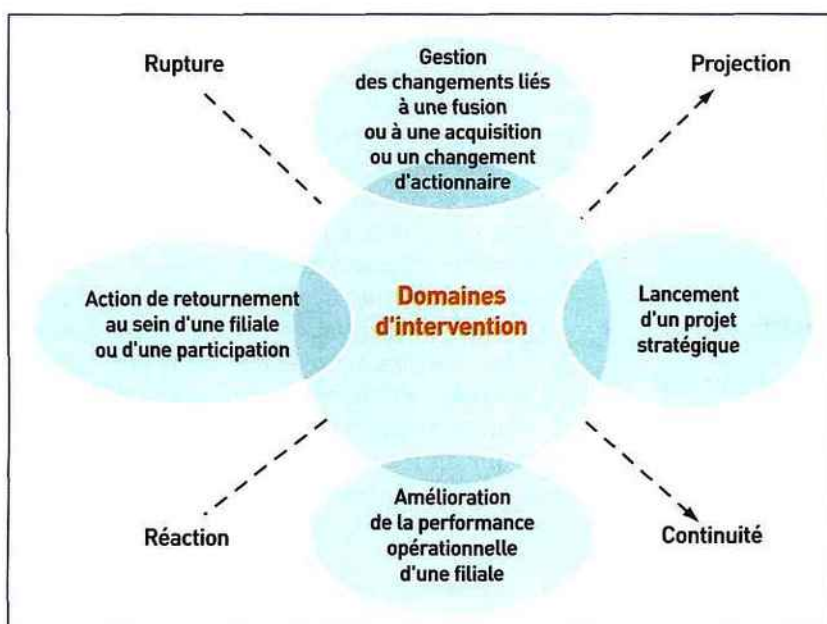 Rupture
Gestion
des changements liés
à une fusion
ou à une acquisition
ou un changement
d'actionnaire
Projection
Action de retournement
au sein d'une filiale
ou d'une participation
Domaines
d'intervention
Lancement
d'un projet
stratégique
Réaction
Amélioration
de la performance
opérationnelle
d'une filiale
Continuité